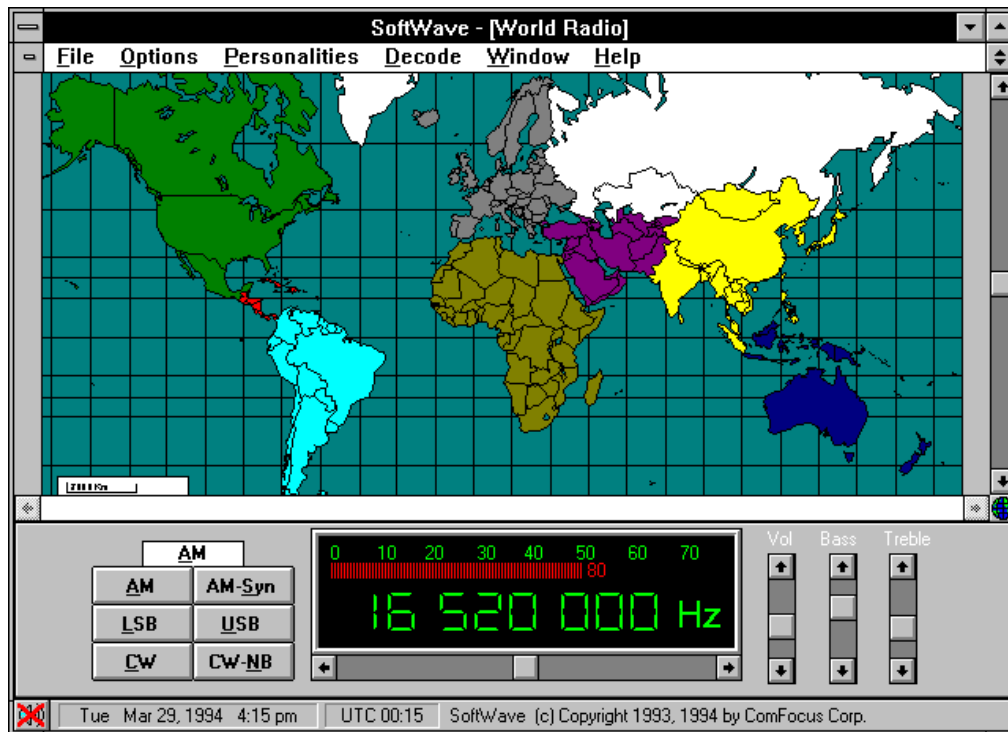 SoftWave - [World Radio]
File Options Personalities Decode Window Help
2000 Km
AM
AM AM-Syn
LSB USB
CW CW-NB
0 10 20 30 40 50 60 70
80
16 520 000 Hz
Vol Bass Treble
Tue Mar 29, 1994 4:15 pm UTC 00:15 SoftWave (c) Copyright 1993, 1994 by ComFocus Corp.